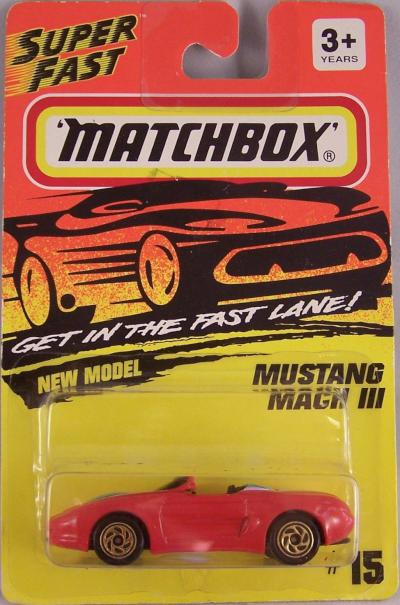 SUPER
FAST
3+
YEARS
'MATCHBOX'®
GET IN THE FAST LANE!
NEW MODEL
MUSTANG
MACH III
#15